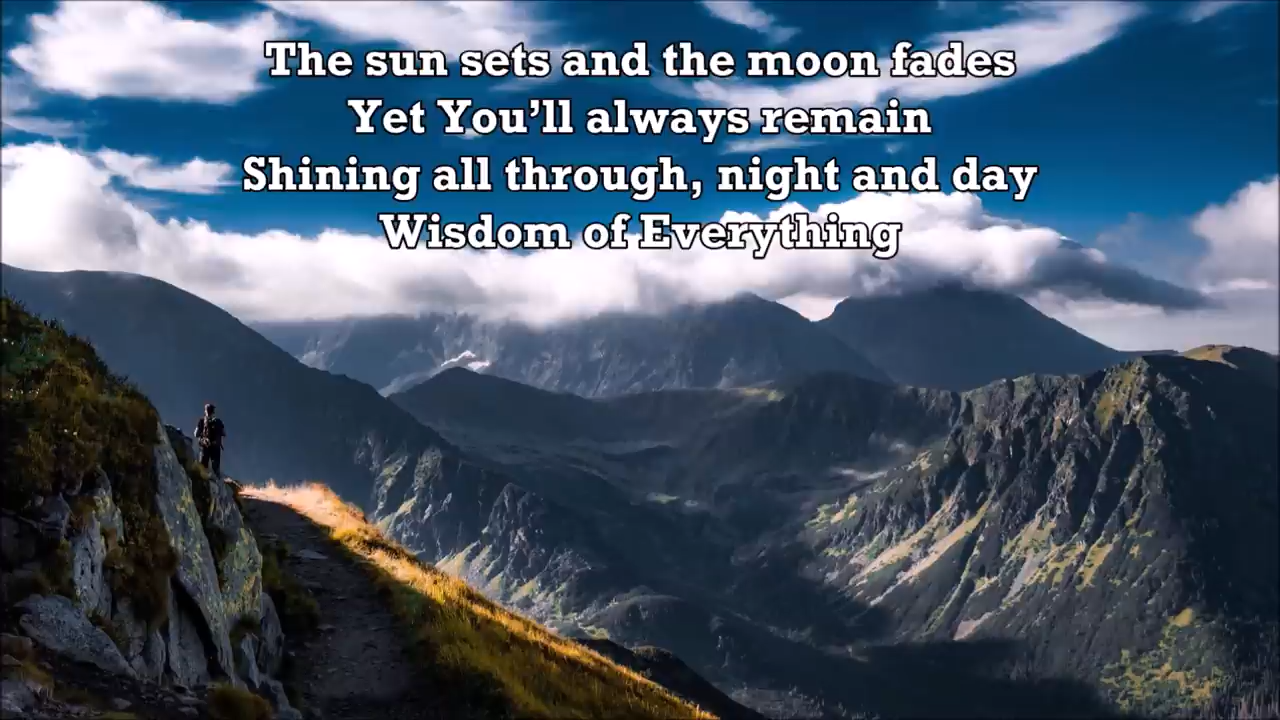 The sun sets and the moon fades
Yet You’ll always remain
Shining all through, night and day
Wisdom of Everything